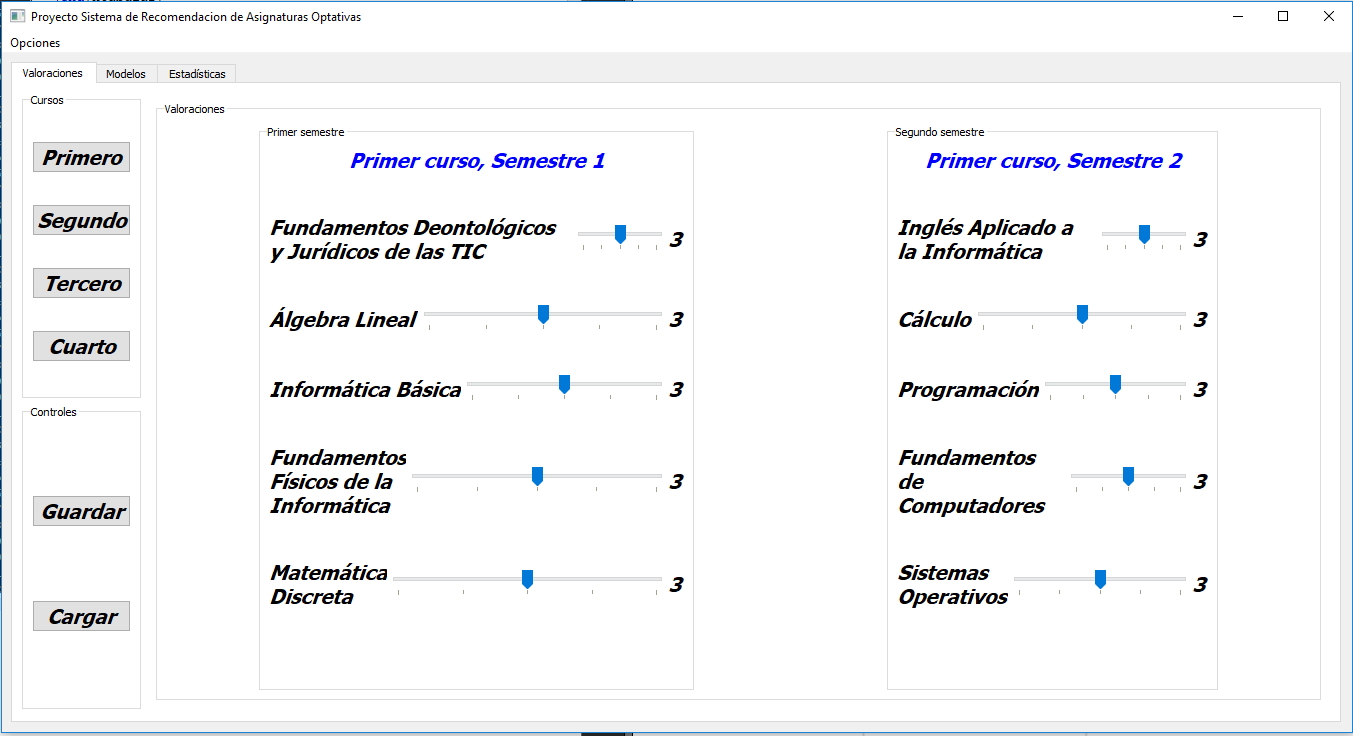 Proyecto Sistema de Recomendacion de Asignaturas Optativas
Opciones
Valoraciones
Modelos
Estadísticas
Cursos
Primero
Segundo
Tercero
Cuarto
Controles
Guardar
Cargar
Valoraciones
Primer semestre
Primer curso, Semestre 1
Fundamentos Deontológicos
y Jurídicos de las TIC
3
Álgebra Lineal
3
Informática Básica
3
Fundamentos
Físicos de la
Informática
3
Matemática
Discreta
3
Segundo semestre
Primer curso, Semestre 2
Inglés Aplicado a
la Informática
3
Cálculo
3
Programación
3
Fundamentos
de
Computadores
3
Sistemas
Operativos
3